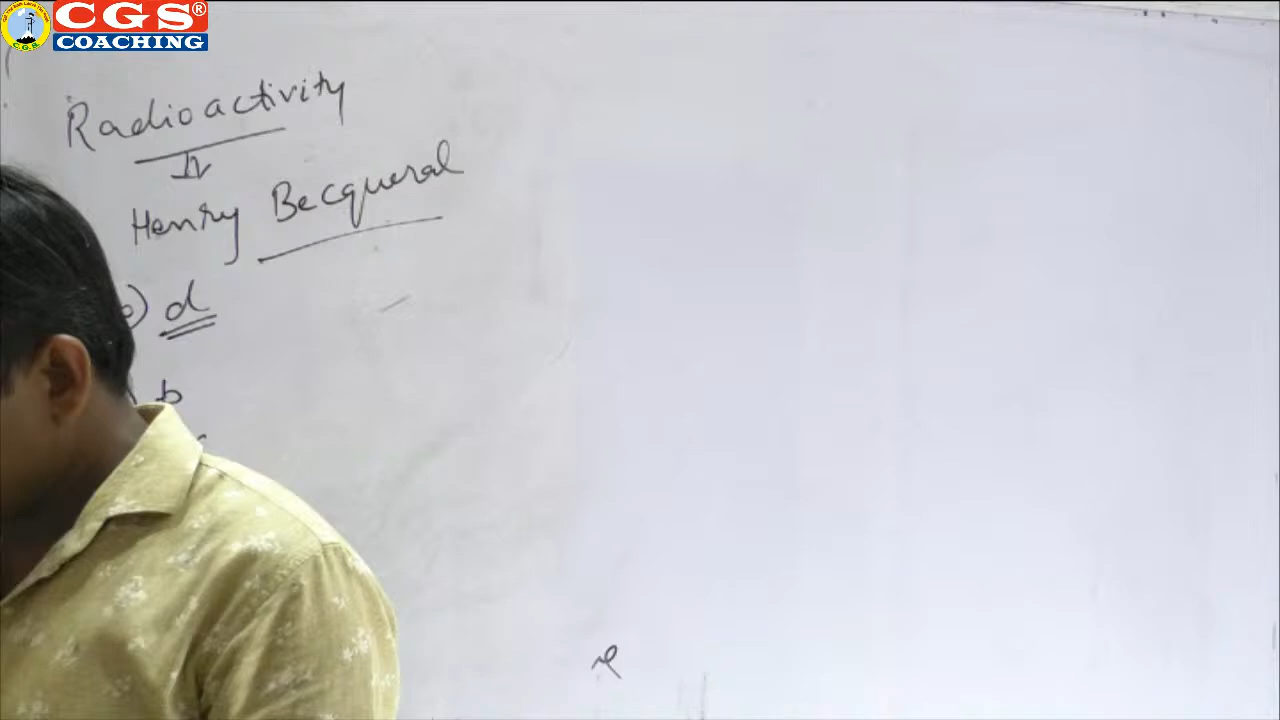 CGS®
COACHING
C.G.S
Radioactivity
Henry Becqueral
d
b